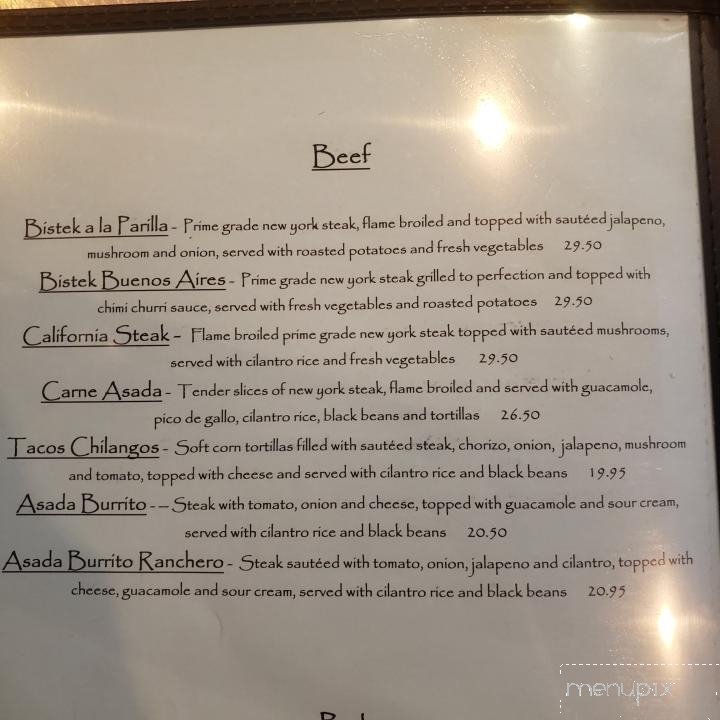 Beef
Bistek a la Parilla - Prime grade new york steak, flame broiled and topped with sautéed jalapeno,
mushroom and onion, served with roasted potatoes and fresh vegetables 29.50
Bistek Buenos Aires - Prime grade new york steak grilled to perfection and topped with
chimi churri sauce, served with fresh vegetables and roasted potatoes 29.50
California Steak - Flame broiled prime grade new york steak topped with sautéed mushrooms,
served with cilantro rice and fresh vegetables 29.50
Carne Asada - Tender slices of new york steak, flame broiled and served with guacamole,
pico de gallo, cilantro rice, black beans and tortillas 26.50
Tacos Chilangos - Soft corn tortillas filled with sautéed steak, chorizo, onion, jalapeno, mushroom
and tomato, topped with cheese and served with cilantro rice and black beans 19.95
Asada Burrito - – Steak with tomato, onion and cheese, topped with guacamole and sour cream,
served with cilantro rice and black beans 20.50
Asada Burrito Ranchero - Steak sautéed with tomato, onion, jalapeno and cilantro, topped with
cheese, guacamole and sour cream, served with cilantro rice and black beans 20.95
menupix